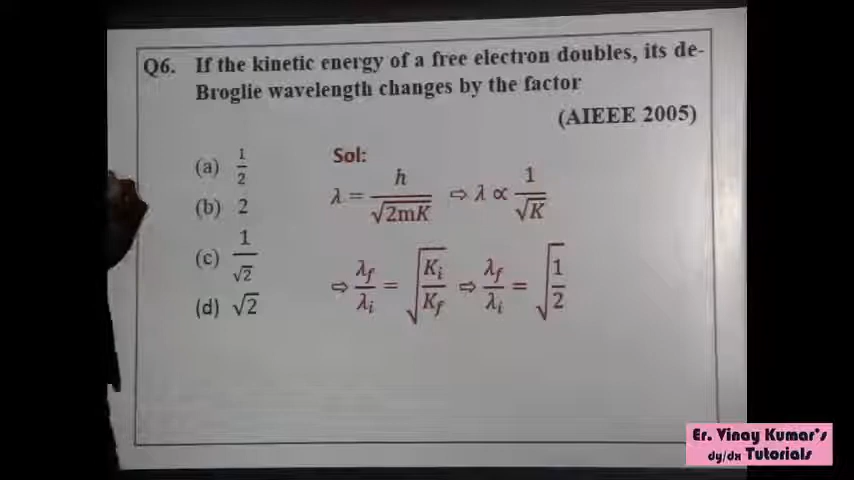 Q6. If the kinetic energy of a free electron doubles, its de-
Broglie wavelength changes by the factor
(AIEEE 2005)
(a) 1/2
(b) 2
(c) 1/√2
(d) √2
Sol:
λ = h/√2mK ⇨ λ ∝ 1/√K
⇨ λf/λi = √(Ki/Kf) ⇨ λf/λi = √(1/2)
Er. Vinay Kumar's
dy/dx Tutorials